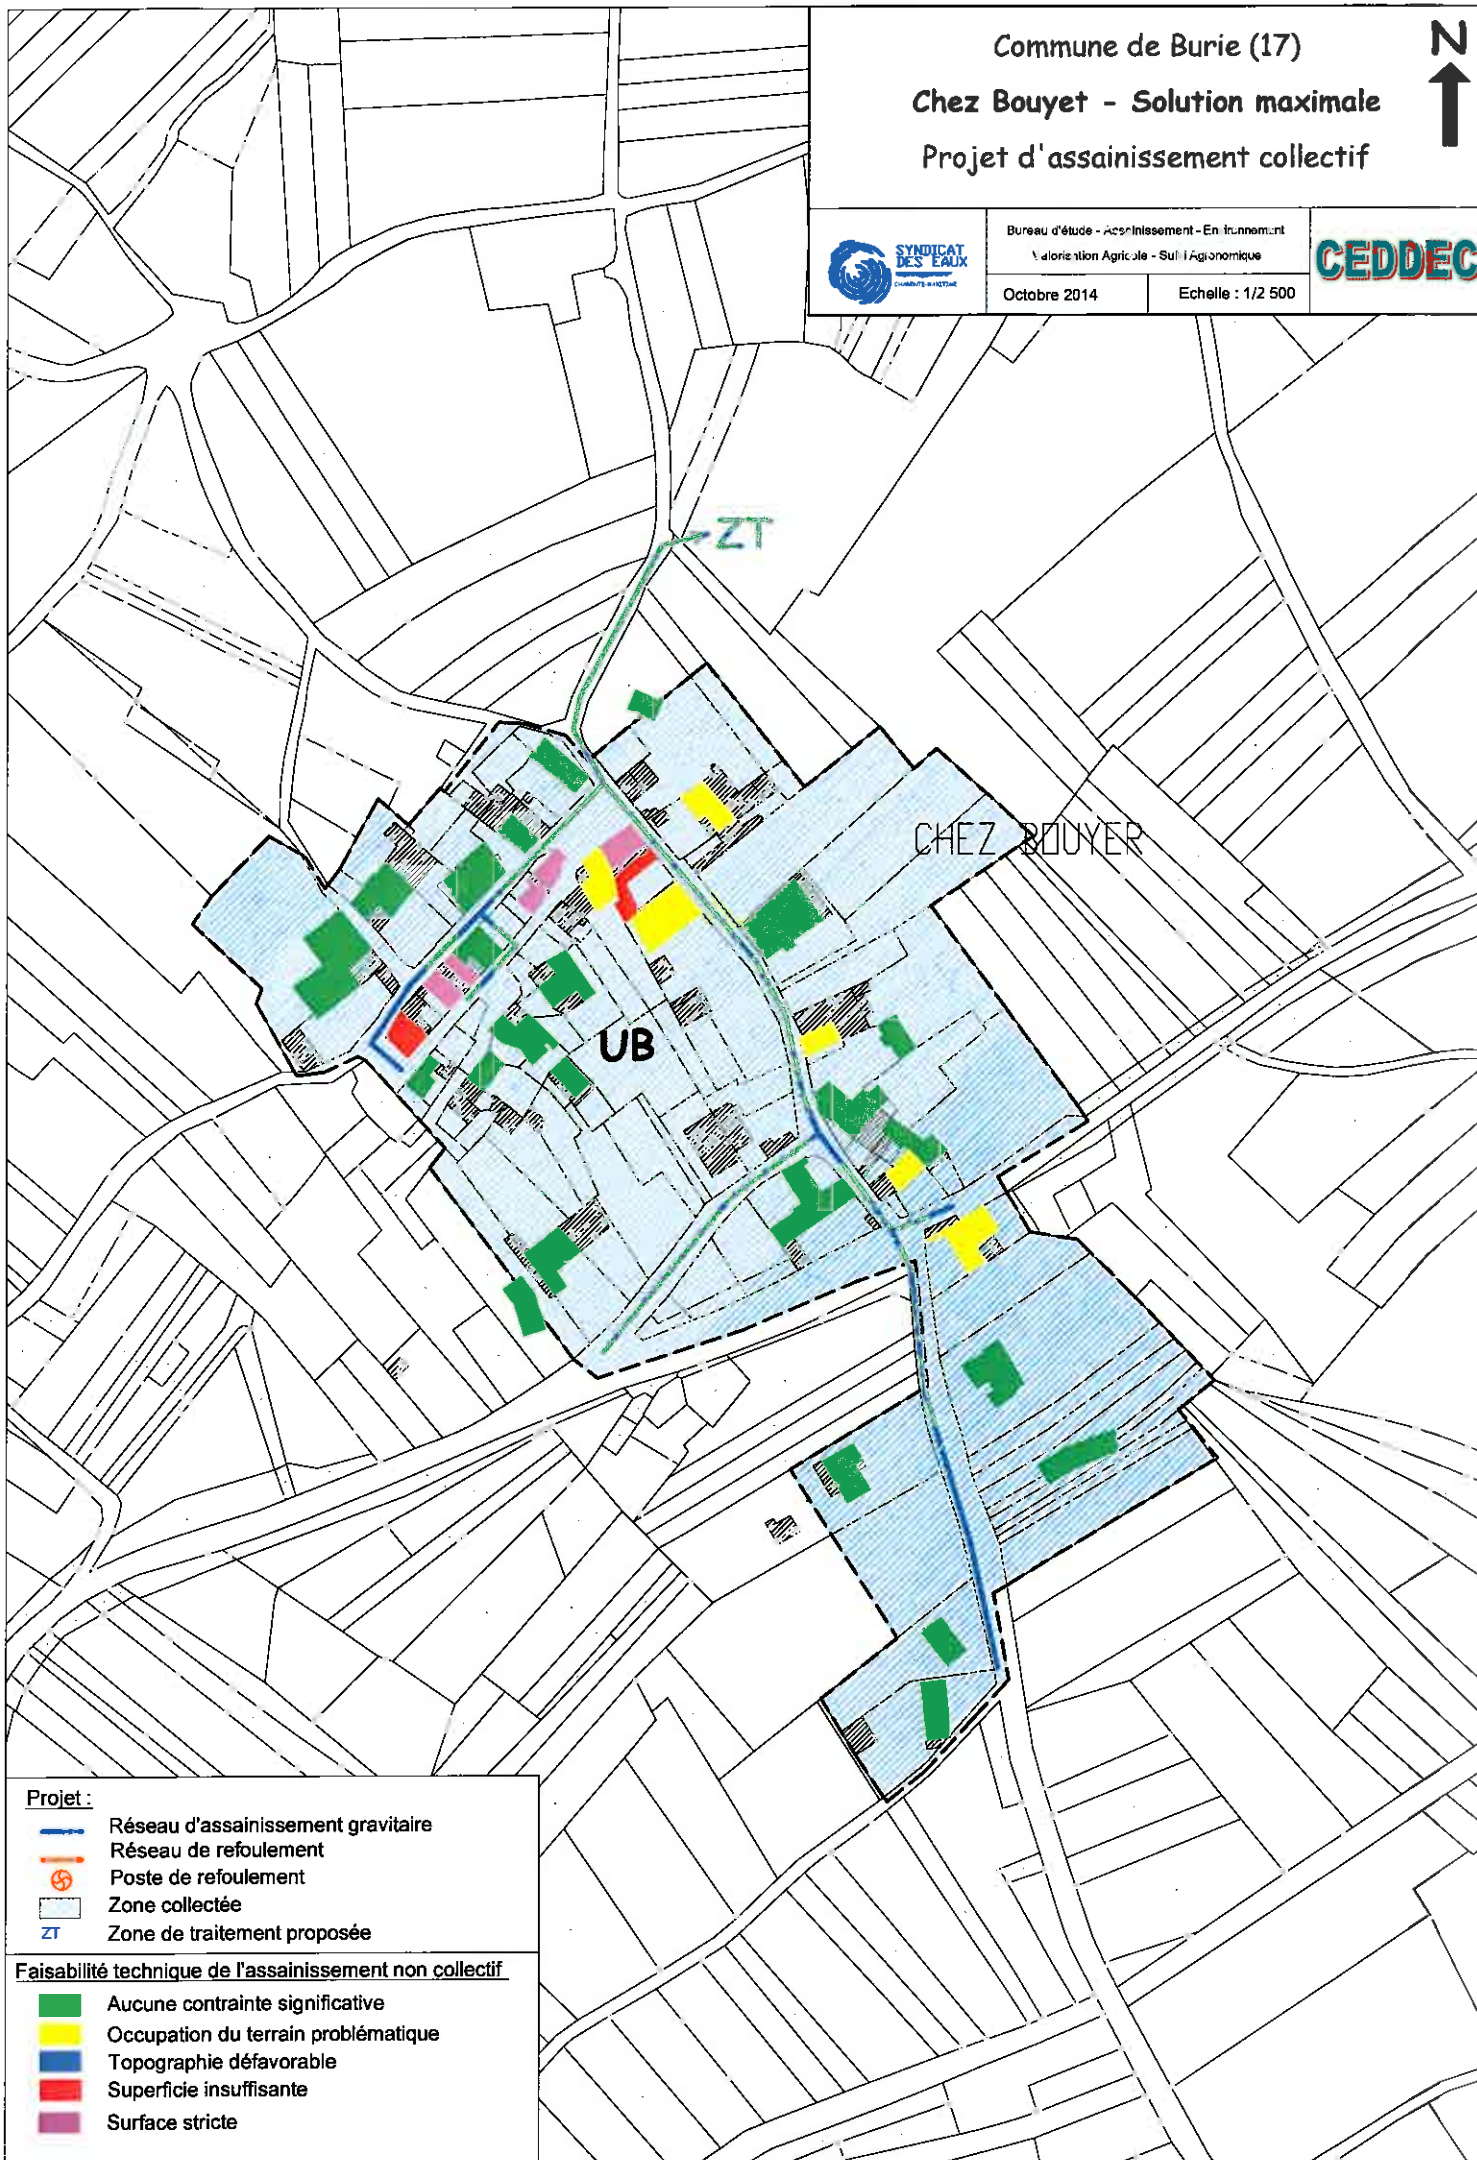 Commune de Burie (17)
Chez Bouyet - Solution maximale
Projet d'assainissement collectif
N
SYNDICAT
DES EAUX
CHARENTE-MARITIME
Bureau d'étude - Assainissement - Environnement
Valorisation Agricole - Suivi Agronomique
Octobre 2014
Echelle : 1/2 500
CEDDEC
ZT
CHEZ BOUYER
UB
Projet :
Réseau d'assainissement gravitaire
Réseau de refoulement
Poste de refoulement
Zone collectée
ZT Zone de traitement proposée
Faisabilité technique de l'assainissement non collectif
Aucune contrainte significative
Occupation du terrain problématique
Topographie défavorable
Superficie insuffisante
Surface stricte